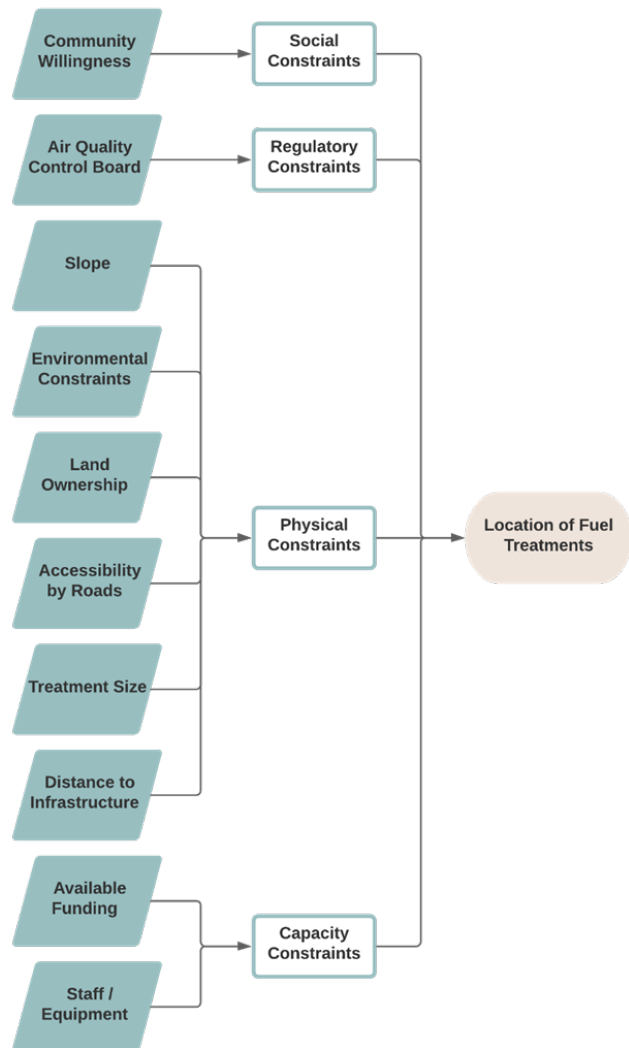 Community
Willingness
Social
Constraints
Air Quality
Control Board
Regulatory
Constraints
Slope
Environmental
Constraints
Land
Ownership
Accessibility
by Roads
Treatment Size
Distance to
Infrastructure
Physical
Constraints
Location of Fuel
Treatments
Available
Funding
Staff /
Equipment
Capacity
Constraints